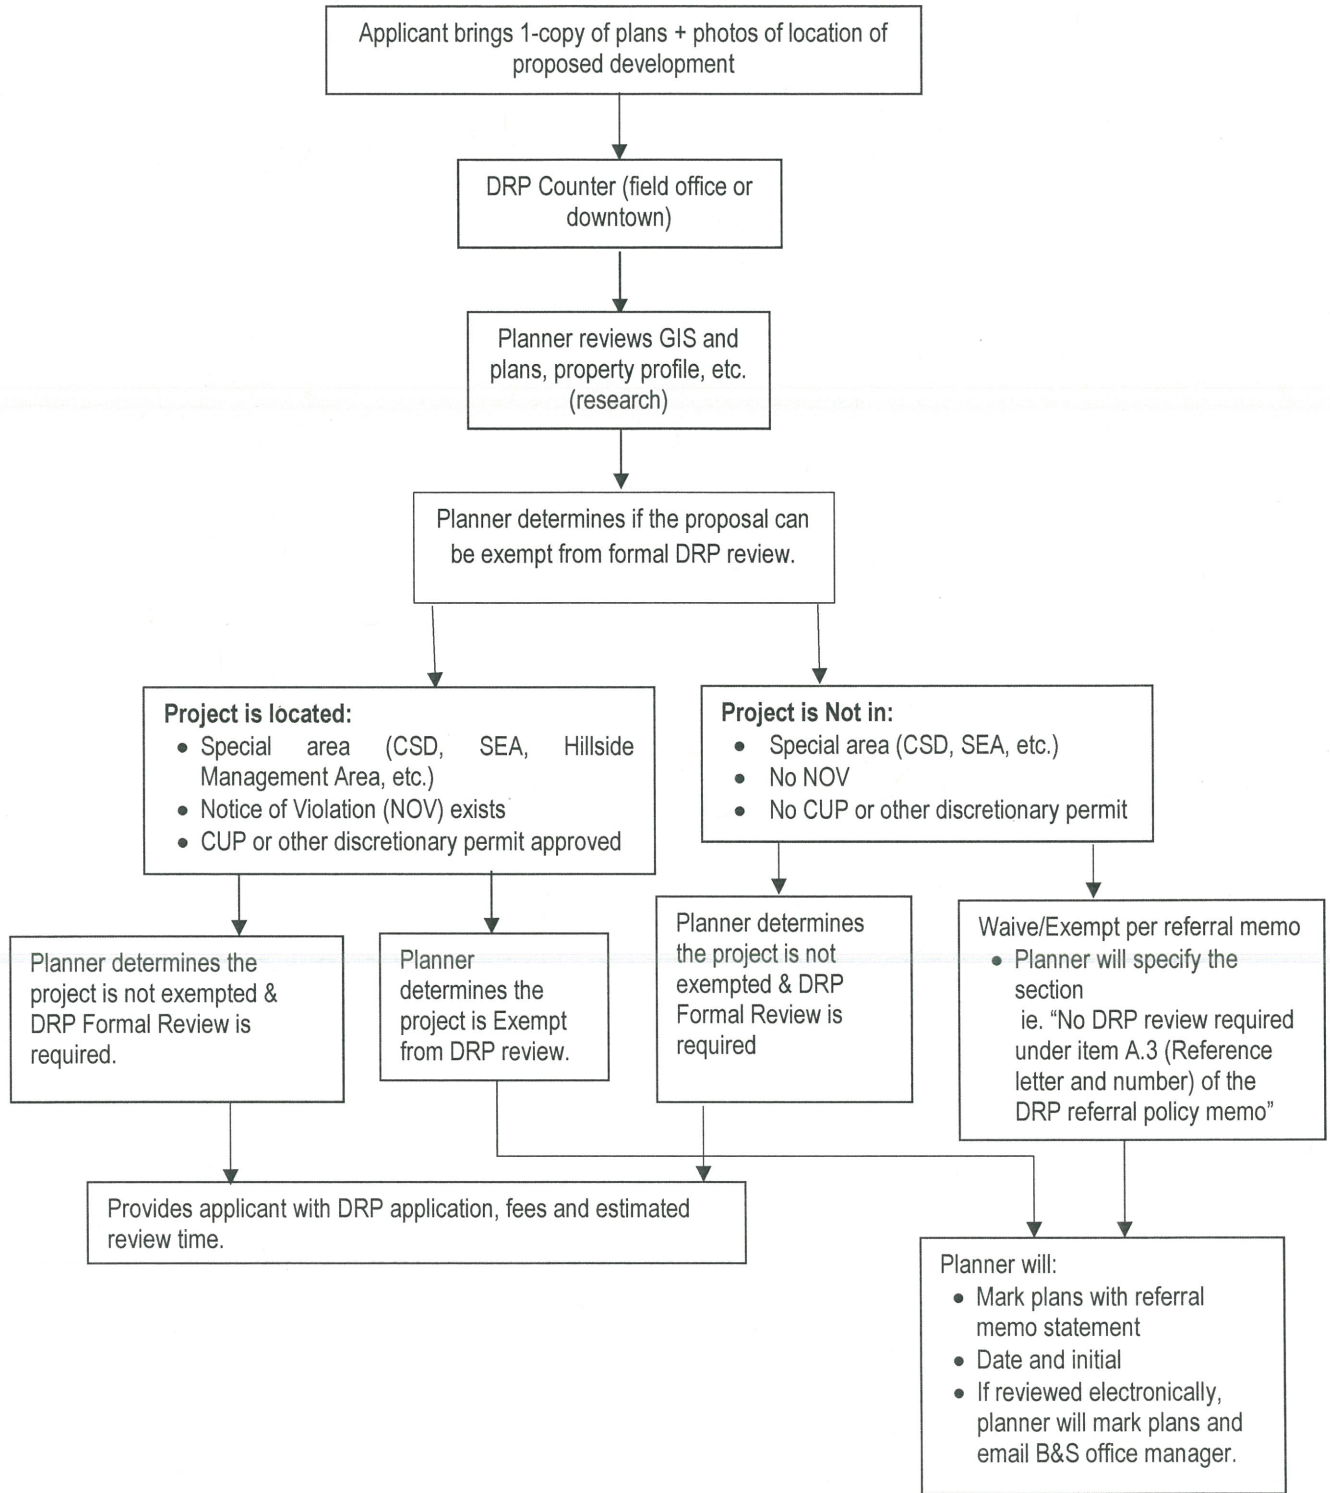 Applicant brings 1-copy of plans + photos of location of
proposed development
DRP Counter (field office or
downtown)
Planner reviews GIS and
plans, property profile, etc.
(research)
Planner determines if the proposal can
be exempt from formal DRP review.
Project is located:
• Special area (CSD, SEA, Hillside
Management Area, etc.)
• Notice of Violation (NOV) exists
• CUP or other discretionary permit approved
Project is Not in:
• Special area (CSD, SEA, etc.)
• No NOV
• No CUP or other discretionary permit
Planner determines the
project is not exempted &
DRP Formal Review is
required.
Planner
determines the
project is Exempt
from DRP review.
Planner determines
the project is not
exempted & DRP
Formal Review is
required
Waive/Exempt per referral memo
• Planner will specify the
section
ie. “No DRP review required
under item A.3 (Reference
letter and number) of the
DRP referral policy memo”
Provides applicant with DRP application, fees and estimated
review time.
Planner will:
• Mark plans with referral
memo statement
• Date and initial
• If reviewed electronically,
planner will mark plans and
email B&S office manager.